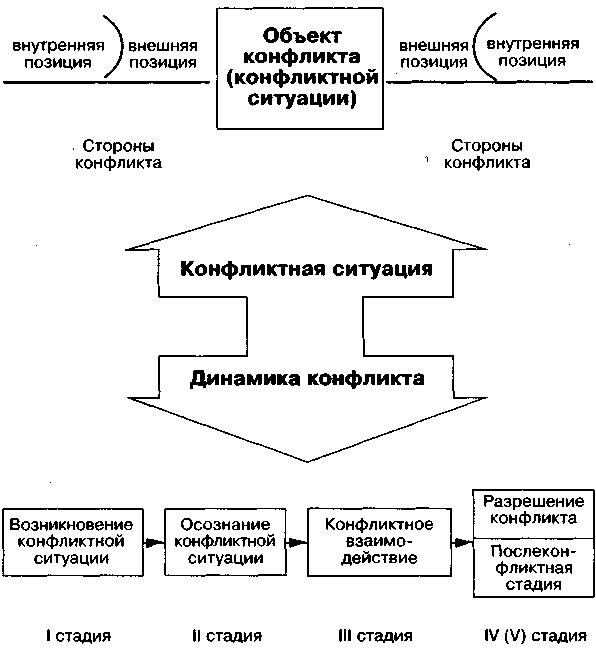 внутренняя
позиция
внешняя
позиция
Объект
конфликта
(конфликтной
ситуации)
внешняя
позиция
внутренняя
позиция
Стороны
конфликта
Стороны
конфликта
Конфликтная ситуация
Динамика конфликта
Возникновение
конфликтной
ситуации
Осознание
конфликтной
ситуации
Конфликтное
взаимо-
действие
Разрешение
конфликта
Послекон-
фликтная
стадия
I стадия
II стадия
III стадия
IV (V) стадия